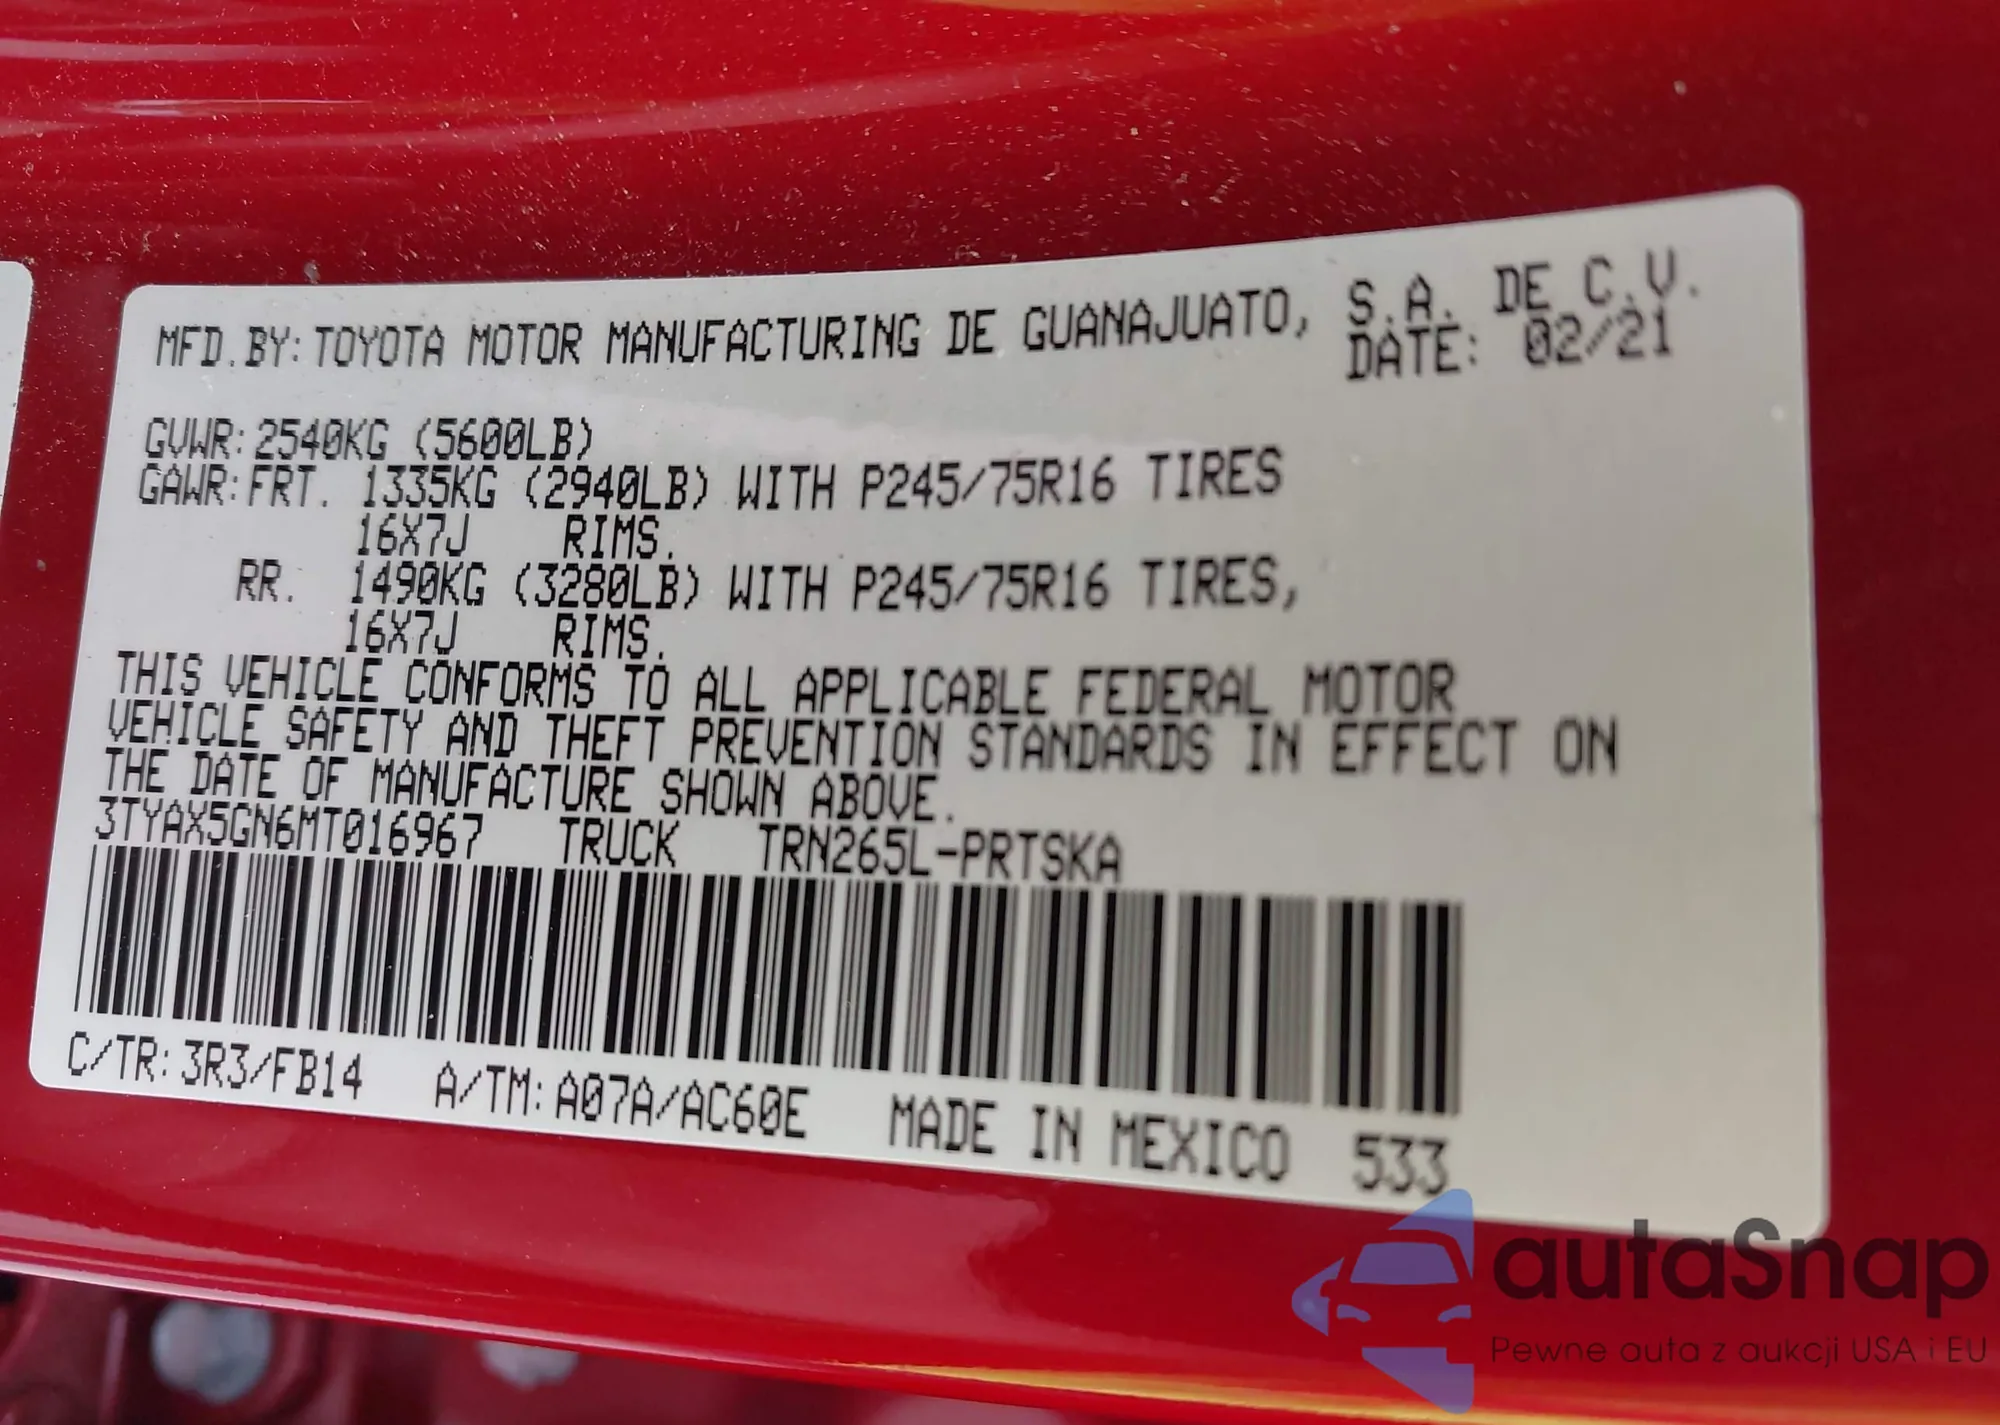 MFD.BY:TOYOTA MOTOR MANUFACTURING DE GUANAJUATO, S.A. DE C.V.
DATE: 02/21
GVWR:2540KG (5600LB)
GAWR:FRT. 1335KG (2940LB) WITH P245/75R16 TIRES
16X7J RIMS.
RR. 1490KG (3280LB) WITH P245/75R16 TIRES,
16X7J RIMS.
THIS VEHICLE CONFORMS TO ALL APPLICABLE FEDERAL MOTOR
VEHICLE SAFETY AND THEFT PREVENTION STANDARDS IN EFFECT ON
THE DATE OF MANUFACTURE SHOWN ABOVE.
3TYAX5GN6MT016967 TRUCK TRN265L-PRTSKA
C/TR:3R3/FB14 A/TM:A07A/AC60E MADE IN MEXICO 533
autaSnap
Pewne auta z aukcji USA i EU